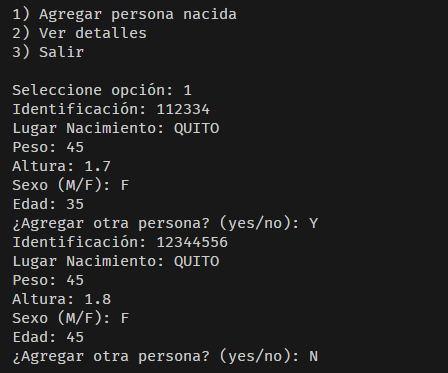 1) Agregar persona nacida
2) Ver detalles
3) Salir
Seleccione opción: 1
Identificación: 112334
Lugar Nacimiento: QUITO
Peso: 45
Altura: 1.7
Sexo (M/F): F
Edad: 35
¿Agregar otra persona? (yes/no): Y
Identificación: 12344556
Lugar Nacimiento: QUITO
Peso: 45
Altura: 1.8
Sexo (M/F): F
Edad: 45
¿Agregar otra persona? (yes/no): N